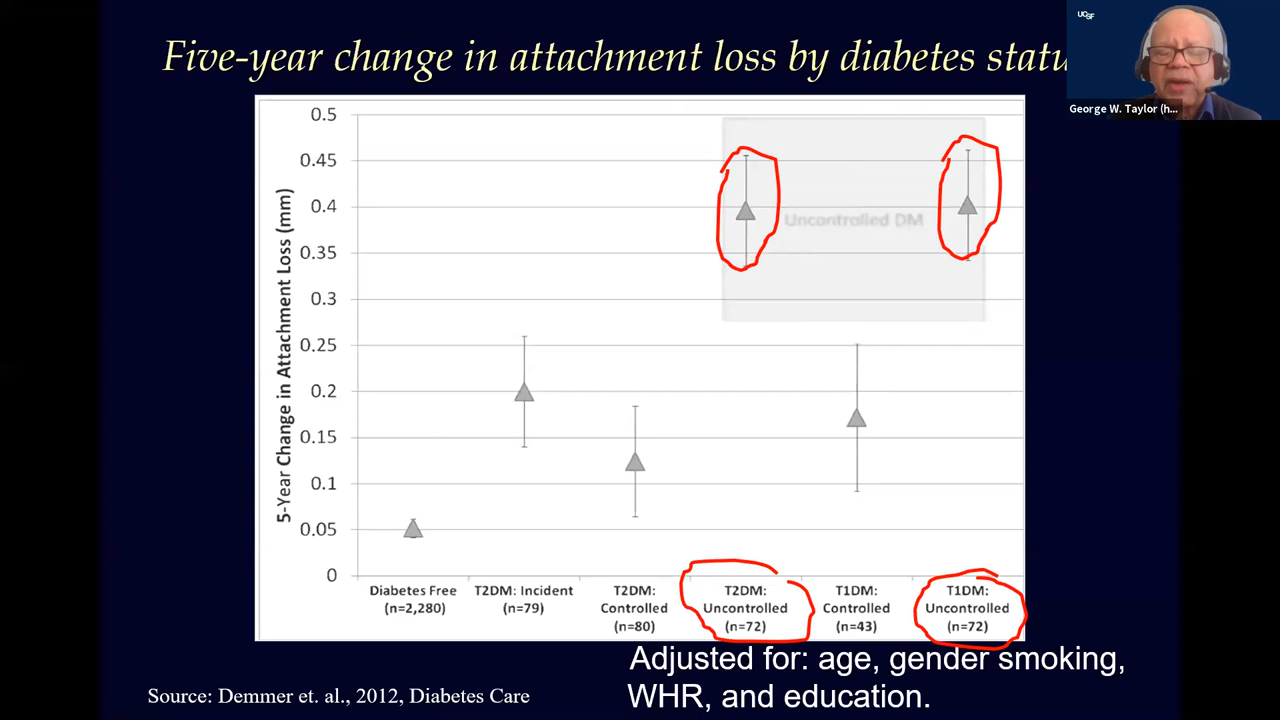 UCSF
Five-year change in attachment loss by diabetes statu
George W. Taylor (h...
5-Year Change in Attachment Loss (mm)
0.5
0.45
0.4
0.35
0.3
0.25
0.2
0.15
0.1
0.05
0
Uncontrolled DM
Diabetes Free
(n=2,280)
T2DM: Incident
(n=79)
T2DM:
Controlled
(n=80)
T2DM:
Uncontrolled
(n=72)
T1DM:
Controlled
(n=43)
T1DM:
Uncontrolled
(n=72)
Adjusted for: age, gender smoking,
WHR, and education.
Source: Demmer et. al., 2012, Diabetes Care